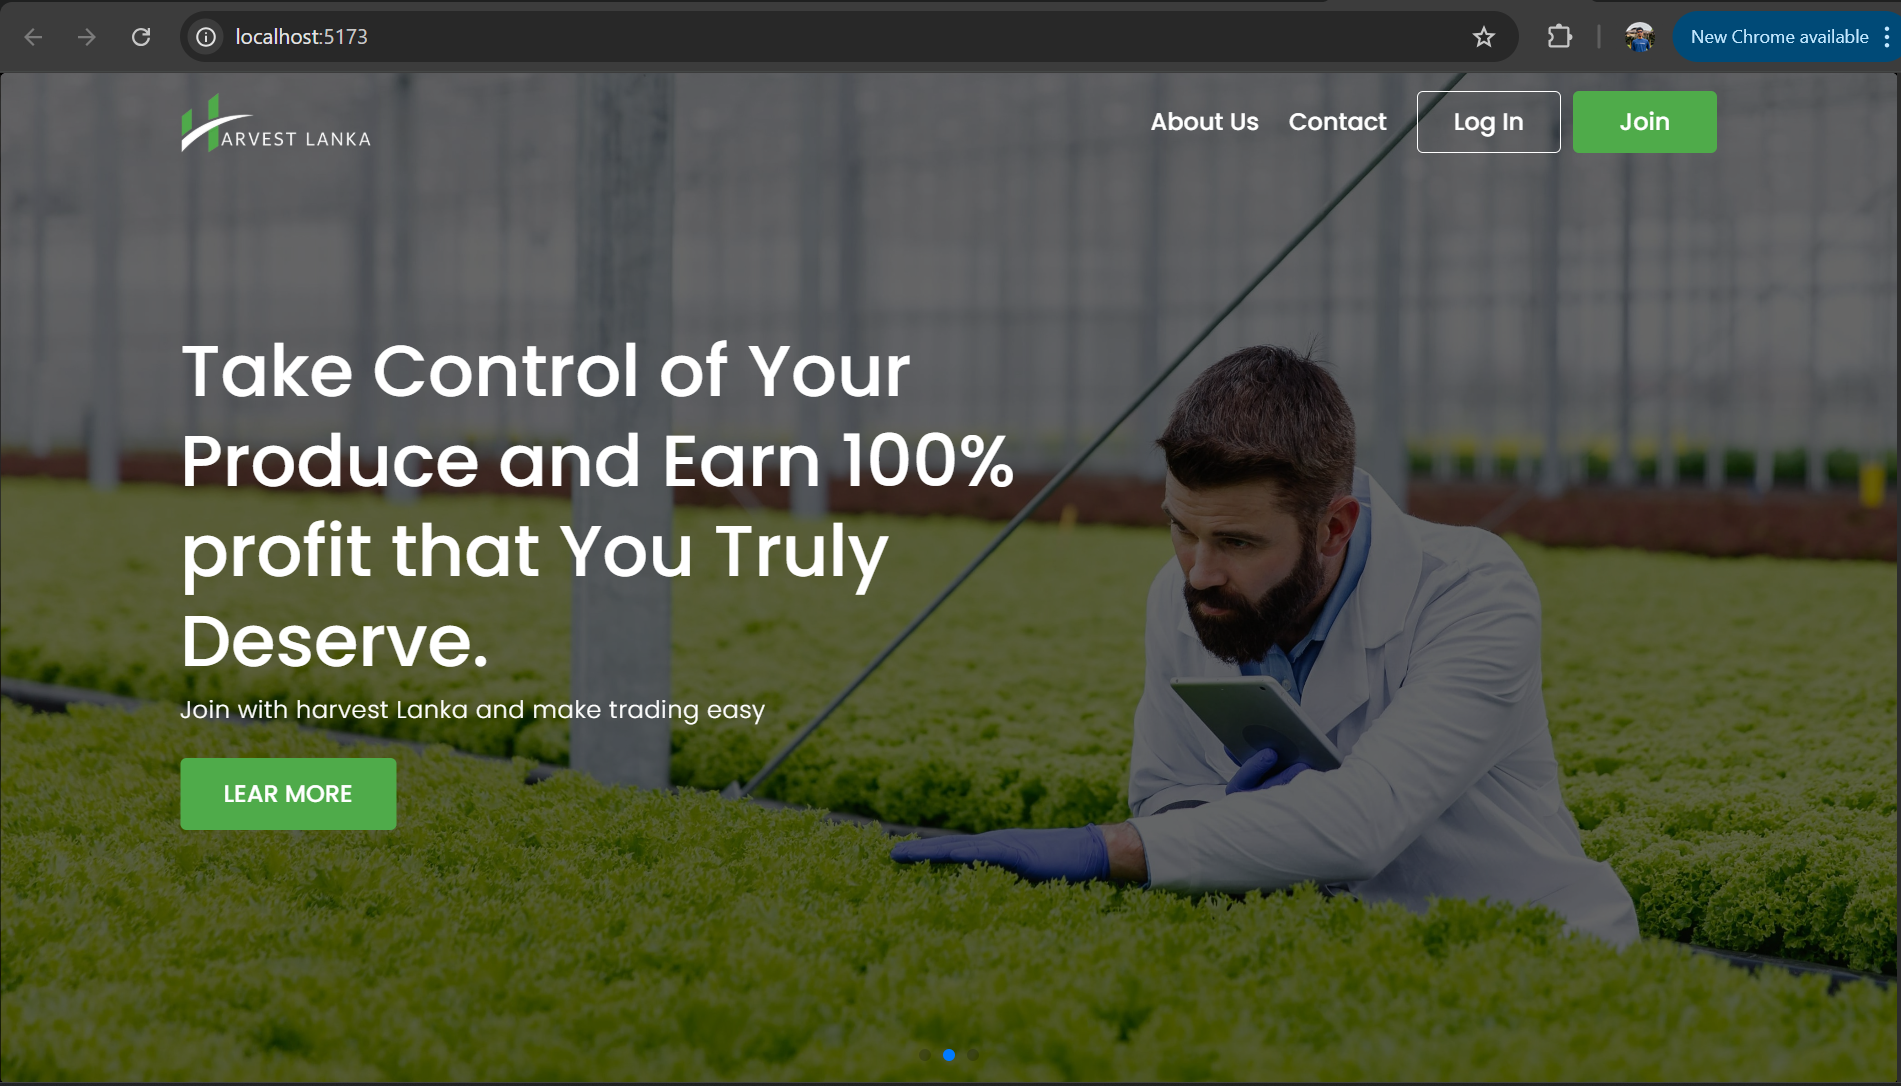 localhost:5173
New Chrome available
HARVEST LANKA
About Us
Contact
Log In
Join
Take Control of Your
Produce and Earn 100%
profit that You Truly
Deserve.
Join with harvest Lanka and make trading easy
LEAR MORE